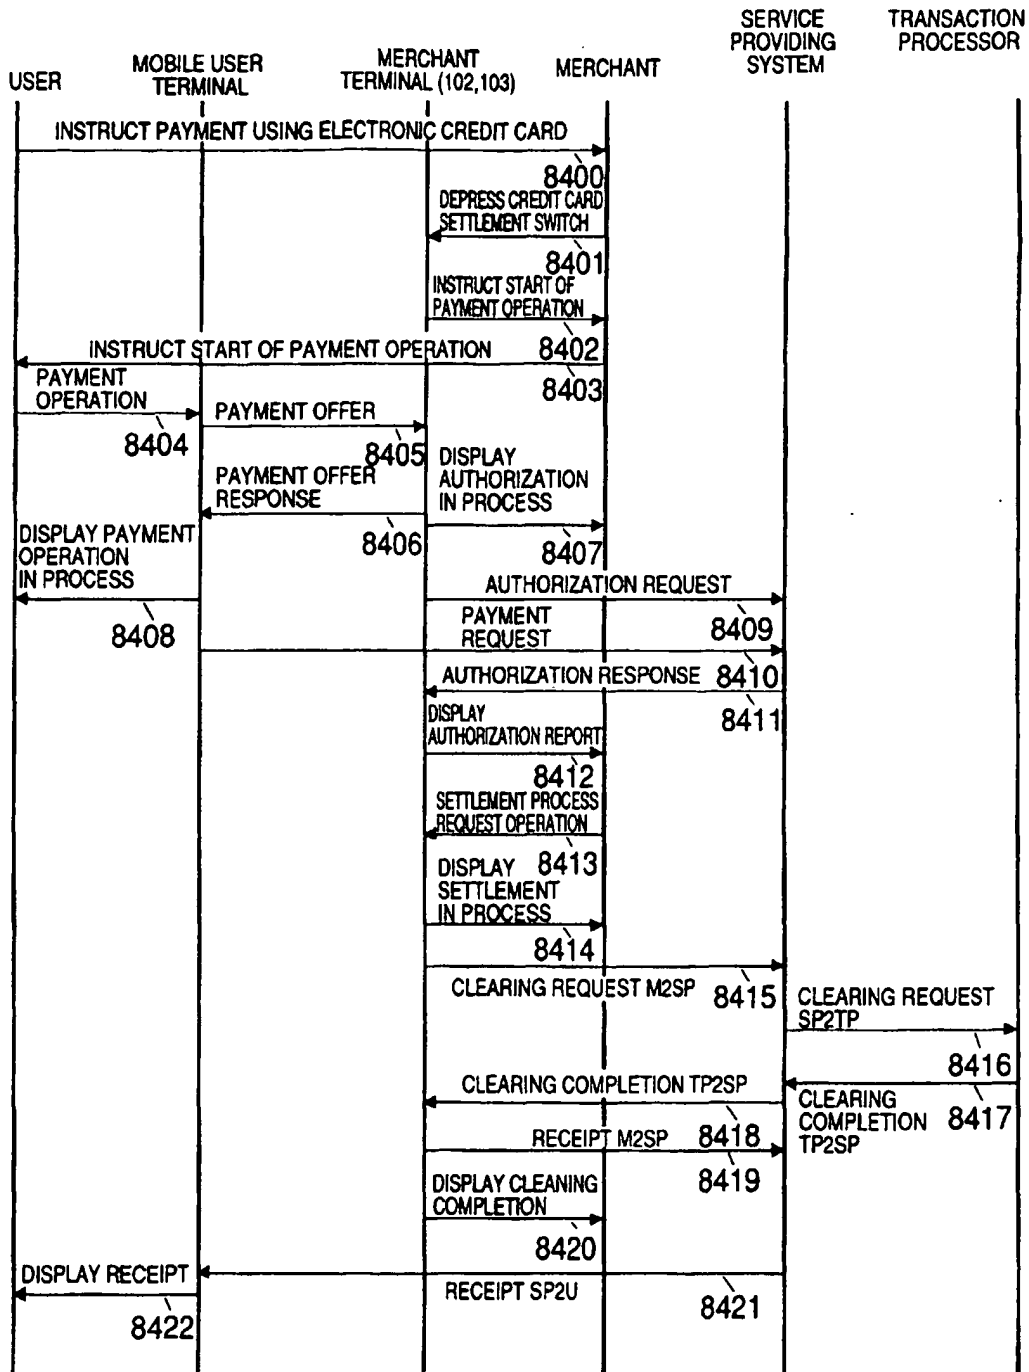 SERVICE
PROVIDING
SYSTEM
TRANSACTION
PROCESSOR
USER
MOBILE USER
TERMINAL
MERCHANT
TERMINAL (102,103)
MERCHANT
INSTRUCT PAYMENT USING ELECTRONIC CREDIT CARD
8400
DEPRESS CREDIT CARD
SETTLEMENT SWITCH
8401
INSTRUCT START OF
PAYMENT OPERATION
8402
INSTRUCT START OF PAYMENT OPERATION
8403
PAYMENT
OPERATION
8404
PAYMENT OFFER
8405
PAYMENT OFFER
RESPONSE
8406
DISPLAY
AUTHORIZATION
IN PROCESS
8407
DISPLAY PAYMENT
OPERATION
IN PROCESS
8408
AUTHORIZATION REQUEST
8409
PAYMENT
REQUEST
8410
AUTHORIZATION RESPONSE
8411
DISPLAY
AUTHORIZATION REPORT
8412
SETTLEMENT PROCESS
REQUEST OPERATION
8413
DISPLAY
SETTLEMENT
IN PROCESS
8414
CLEARING REQUEST M2SP
8415
CLEARING REQUEST
SP2TP
8416
CLEARING
COMPLETION
TP2SP
8417
CLEARING COMPLETION TP2SP
8418
RECEIPT M2SP
8419
DISPLAY CLEANING
COMPLETION
8420
RECEIPT SP2U
8421
DISPLAY RECEIPT
8422